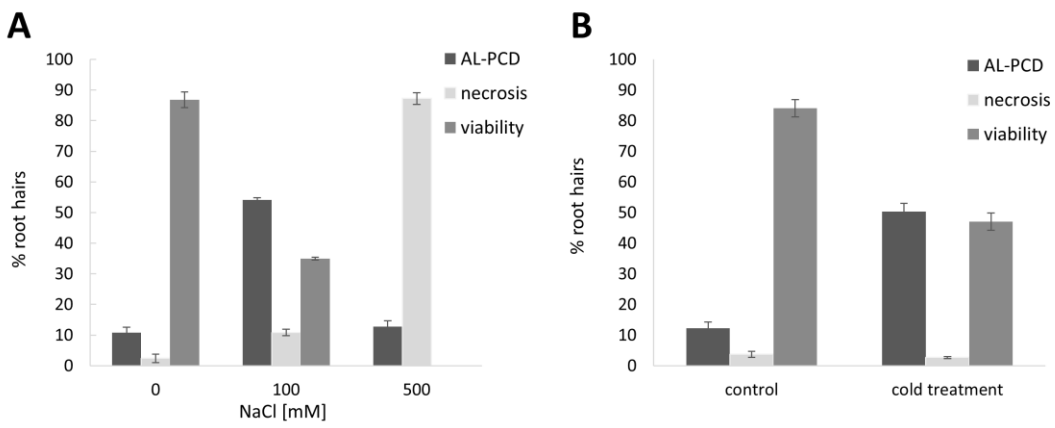 A
100
90
80
70
60
50
40
30
20
10
0
% root hairs
AL-PCD
necrosis
viability
0
100
500
NaCl [mM]
B
100
90
80
70
60
50
40
30
20
10
0
% root hairs
AL-PCD
necrosis
viability
control
cold treatment